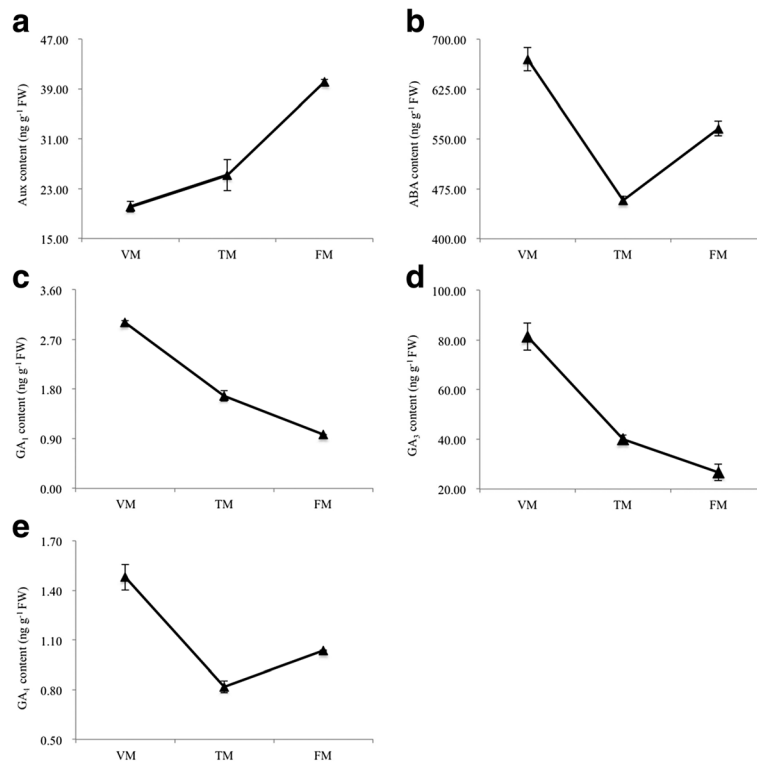 a
47.00
39.00
31.00
23.00
15.00
Aux content (ng g⁻¹ FW)
VM TM FM
b
700.00
625.00
550.00
475.00
400.00
ABA content (ng g⁻¹ FW)
VM TM FM
c
3.60
2.70
1.80
0.90
0.00
GA₁ content (ng g⁻¹ FW)
VM TM FM
d
100.00
80.00
60.00
40.00
20.00
GA₃ content (ng g⁻¹ FW)
VM TM FM
e
1.70
1.40
1.10
0.80
0.50
GA₄ content (ng g⁻¹ FW)
VM TM FM